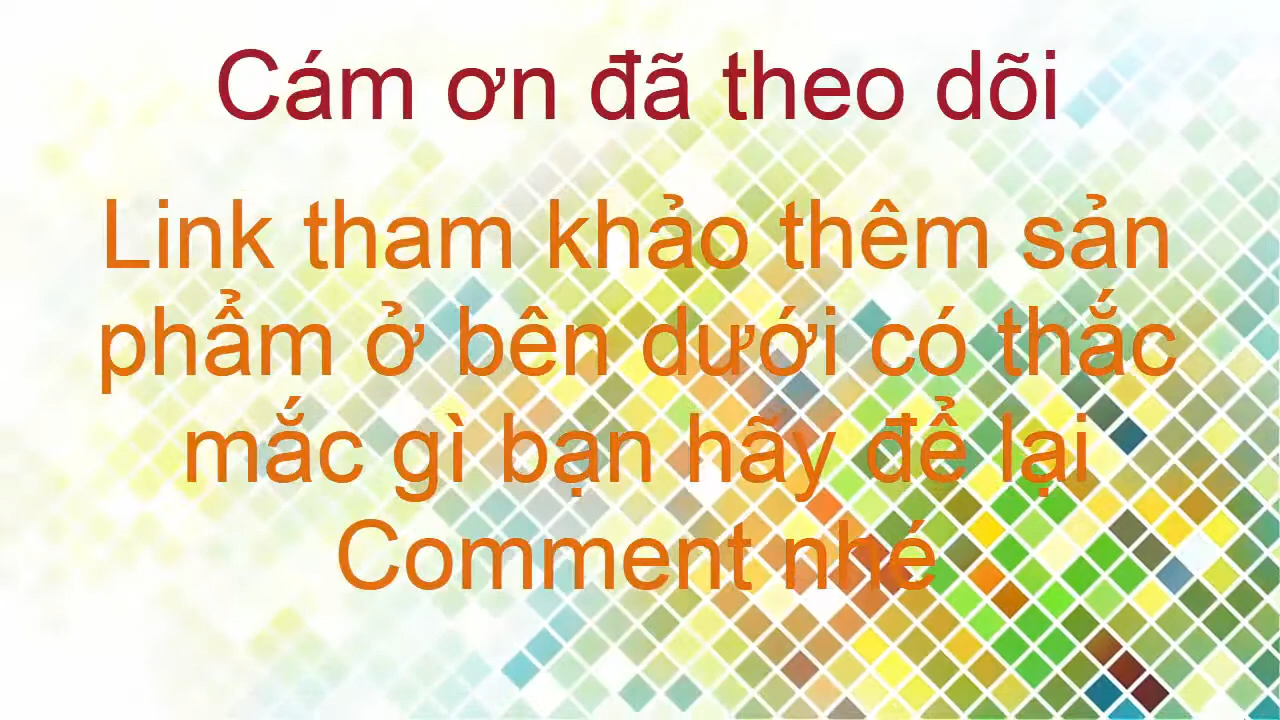 Cám ơn đã theo dõi
Link tham khảo thêm sản
phẩm ở bên dưới có thắc
mắc gì bạn hãy để lại
Comment nhé